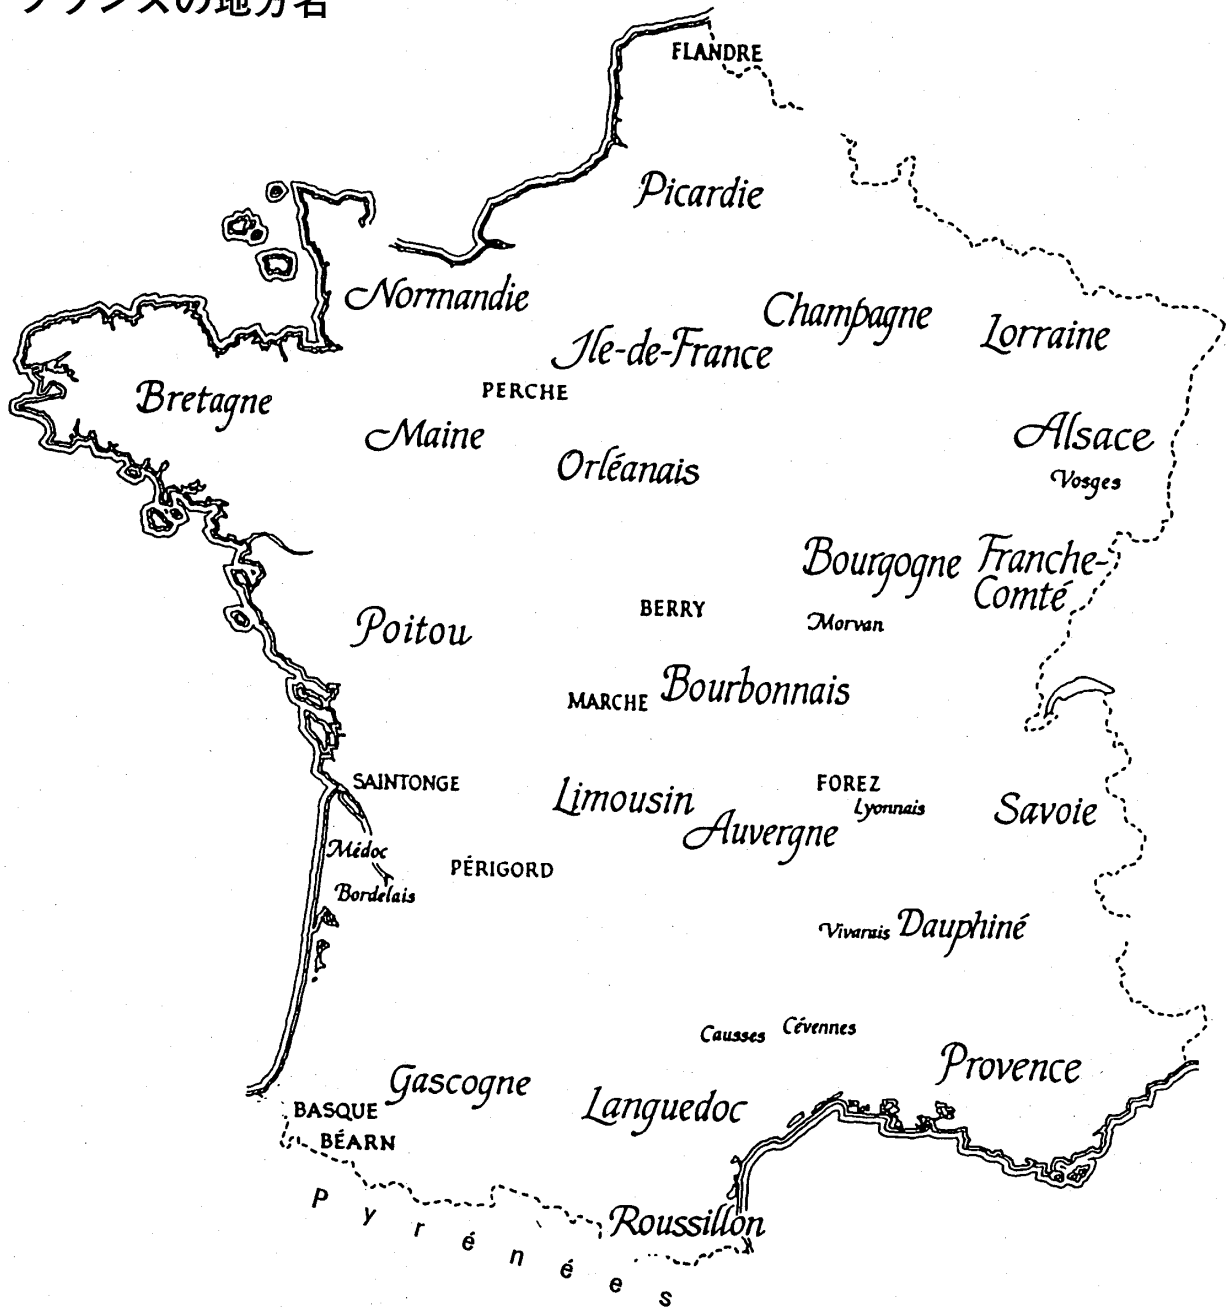 フランスの地方名
FLANDRE
Picardie
Normandie
Champagne
Lorraine
Ile-de-France
PERCHE
Bretagne
Maine
Alsace
Orléanais
Vosges
Bourgogne
Franche-
Comté
BERRY
Morvan
Poitou
Bourbonnais
MARCHE
SAINTONGE
Limousin
FOREZ
Lyonnais
Savoie
Auvergne
Médoc
PÉRIGORD
Bordelais
Vivarais
Dauphiné
Causses
Cévennes
Provence
Gascogne
Languedoc
BASQUE
BÉARN
Pyrénées
Roussillon